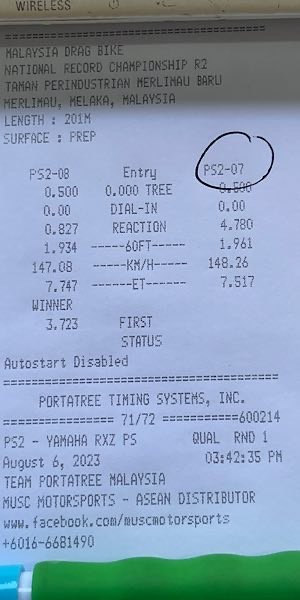 WIRELESS
==============================
MALAYSIA DRAG BIKE
NATIONAL RECORD CHAMPIONSHIP R2
TAMAN PERINDUSTRIAN MERLIMAU BARU
MERLIMAU, MELAKA, MALAYSIA
LENGTH : 201M
SURFACE : PREP
PS2-08 Entry PS2-07
0.500 0.000 TREE 0.500
0.00 DIAL-IN 0.00
0.827 REACTION 4.780
1.934 ------60FT------ 1.961
147.08 ------KM/H------ 148.26
7.747 -------ET------- 7.517
WINNER
3.723 FIRST
STATUS
Autostart Disabled
========================================
PORTATREE TIMING SYSTEMS, INC.
================ 71/72 ===========600214
PS2 - YAMAHA RXZ PS QUAL RND 1
August 6, 2023 03:42:35 PM
TEAM PORTATREE MALAYSIA
MUSC MOTORSPORTS - ASEAN DISTRIBUTOR
www.facebook.com/muscmotorsports
+6016-6681490